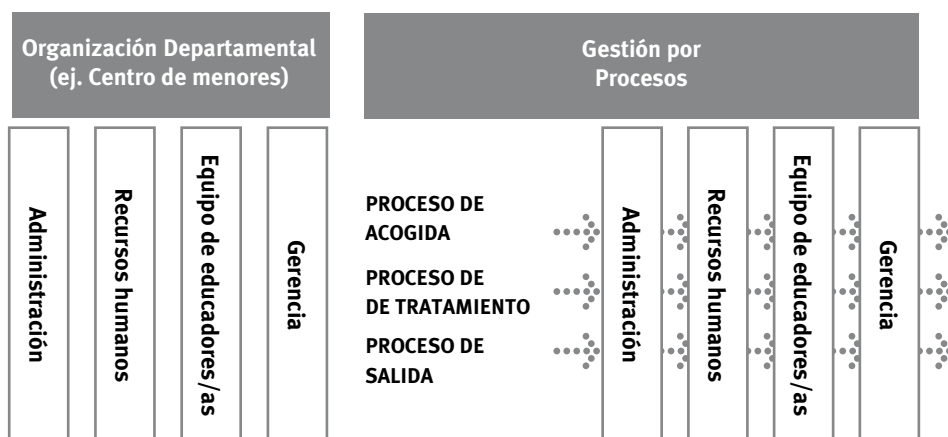 Organización Departamental
(ej. Centro de menores)
Administración
Recursos humanos
Equipo de educadores/as
Gerencia
Gestión por
Procesos
PROCESO DE
ACOGIDA
PROCESO DE
DE TRATAMIENTO
PROCESO DE
SALIDA
Administración
Recursos humanos
Equipo de educadores/as
Gerencia